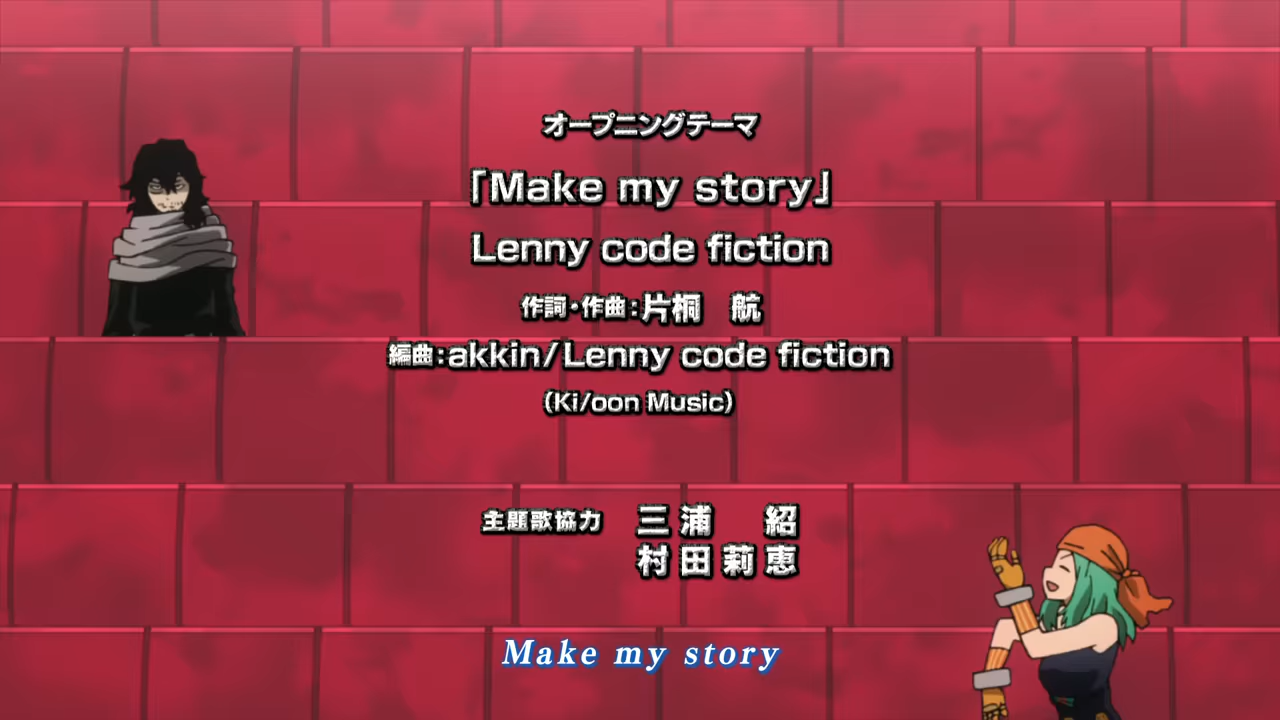 オープニングテーマ
「Make my story」
Lenny code fiction
作詞・作曲:片桐　航
編曲:akkin/Lenny code fiction
(Ki/oon Music)
主題歌協力　三浦　紹
村田莉恵
Make my story